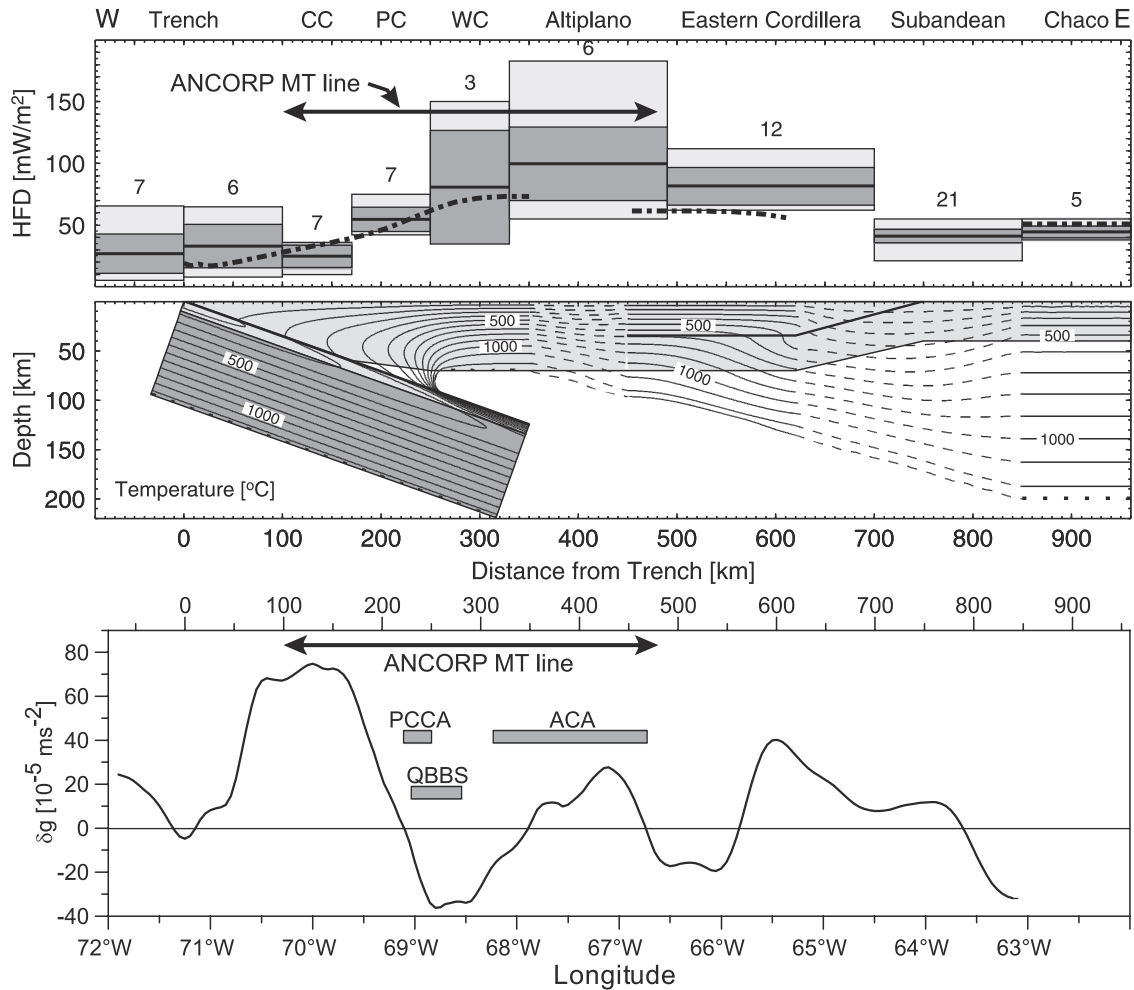 W Trench CC PC WC Altiplano Eastern Cordillera Subandean Chaco E
6
ANCORP MT line
3
12
7
6
7
7
21
5
150
100
50
HFD [mW/m²]
500
500
500
1000
500
1000
1000
1000
50
100
150
200
Depth [km]
Temperature [°C]
0 100 200 300 400 500 600 700 800 900
Distance from Trench [km]
0 100 200 300 400 500 600 700 800 900
ANCORP MT line
PCCA
ACA
QBBS
80
60
40
20
0
-20
-40
δg [10⁻⁵ ms⁻²]
72°W 71°W 70°W 69°W 68°W 67°W 66°W 65°W 64°W 63°W
Longitude